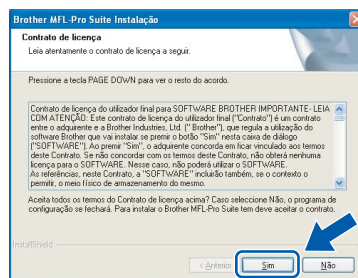 Brother MFL-Pro Suite Instalação
Contrato de licença
Leia atentamente o contrato de licença a seguir.
Pressione a tecla PAGE DOWN para ver o resto do acordo.
Contrato de licença do utilizador final para SOFTWARE BROTHER IMPORTANTE- LEIA
COM ATENÇÃO: Este contrato de licença do utilizador final ("Contrato") é um contrato
entre o adquirente e a Brother Industries, Ltd. (" Brother"), que regula a utilização do
software Brother que vai instalar se premir o botão "Sim" nesta caixa de diálogo
("SOFTWARE"). Ao premir "Sim", o adquirente concorda em ficar vinculado aos termos
deste Contrato. Se não concordar com os termos deste Contrato, não obterá nenhuma
licença para o SOFTWARE. Nesse caso, não poderá utilizar o SOFTWARE.
As referências, neste Contrato, a "SOFTWARE" incluirão também, se o contexto o
permitir, o meio físico de armazenamento do mesmo.
Aceita todos os termos do Contrato de licença acima? Caso seleccione Não, o programa de
configuração se fechará. Para instalar o Brother MFL-Pro Suite tem deve aceitar o contrato.
InstallShield
< Anterior Sim Não